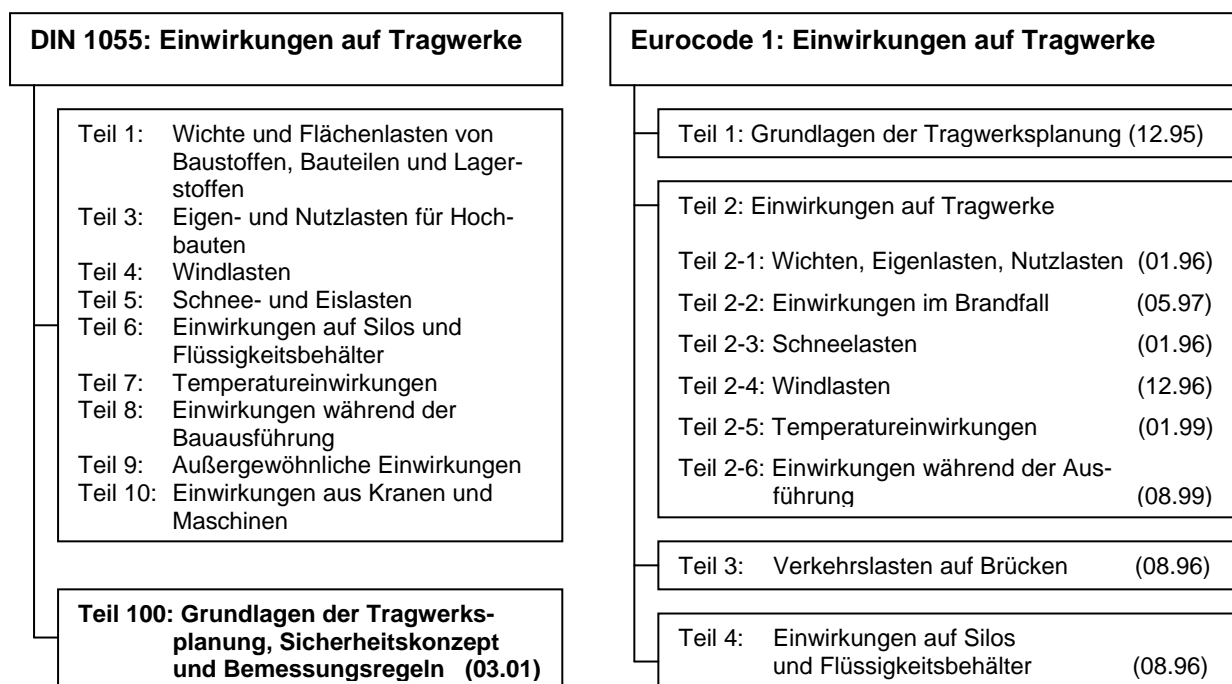 DIN 1055: Einwirkungen auf Tragwerke
Teil 1: Wichte und Flächenlasten von
Baustoffen, Bauteilen und Lager-
stoffen
Teil 3: Eigen- und Nutzlasten für Hoch-
bauten
Teil 4: Windlasten
Teil 5: Schnee- und Eislasten
Teil 6: Einwirkungen auf Silos und
Flüssigkeitsbehälter
Teil 7: Temperatureinwirkungen
Teil 8: Einwirkungen während der
Bauausführung
Teil 9: Außergewöhnliche Einwirkungen
Teil 10: Einwirkungen aus Kranen und
Maschinen
Teil 100: Grundlagen der Tragwerks-
planung, Sicherheitskonzept
und Bemessungsregeln (03.01)
Eurocode 1: Einwirkungen auf Tragwerke
Teil 1: Grundlagen der Tragwerksplanung (12.95)
Teil 2: Einwirkungen auf Tragwerke
Teil 2-1: Wichten, Eigenlasten, Nutzlasten (01.96)
Teil 2-2: Einwirkungen im Brandfall (05.97)
Teil 2-3: Schneelasten (01.96)
Teil 2-4: Windlasten (12.96)
Teil 2-5: Temperatureinwirkungen (01.99)
Teil 2-6: Einwirkungen während der Aus-
führung (08.99)
Teil 3: Verkehrslasten auf Brücken (08.96)
Teil 4: Einwirkungen auf Silos
und Flüssigkeitsbehälter (08.96)